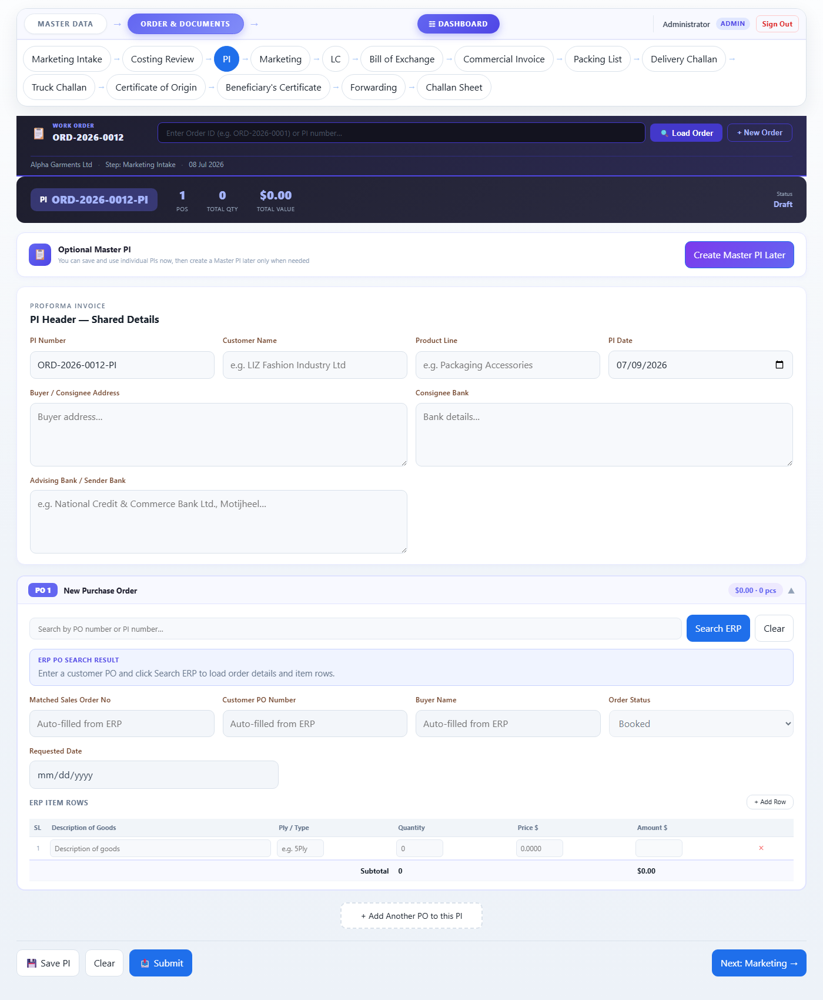 MASTER DATA → ORDER & DOCUMENTS → DASHBOARD Administrator ADMIN Sign Out
Marketing Intake → Costing Review → PI → Marketing → LC → Bill of Exchange → Commercial Invoice → Packing List → Delivery Challan →
Truck Challan → Certificate of Origin → Beneficiary's Certificate → Forwarding → Challan Sheet
WORK ORDER
ORD-2026-0012
Enter Order ID (e.g. ORD-2026-0001) or PI number...
Load Order
+ New Order
Alpha Garments Ltd · Step: Marketing Intake · 08 Jul 2026
PI ORD-2026-0012-PI
1
POS
0
TOTAL QTY
$0.00
TOTAL VALUE
Status
Draft
Optional Master PI
You can save and use individual PIs now, then create a Master PI later only when needed
Create Master PI Later
PROFORMA INVOICE
PI Header — Shared Details
PI Number Customer Name Product Line PI Date
ORD-2026-0012-PI e.g. LIZ Fashion Industry Ltd e.g. Packaging Accessories 07/09/2026
Buyer / Consignee Address Consignee Bank
Buyer address... Bank details...
Advising Bank / Sender Bank
e.g. National Credit & Commerce Bank Ltd., Motijheel...
PO 1 New Purchase Order $0.00 · 0 pcs ▲
Search by PO number or PI number... Search ERP Clear
ERP PO SEARCH RESULT
Enter a customer PO and click Search ERP to load order details and item rows.
Matched Sales Order No Customer PO Number Buyer Name Order Status
Auto-filled from ERP Auto-filled from ERP Auto-filled from ERP Booked
Requested Date
mm/dd/yyyy
ERP ITEM ROWS + Add Row
SL Description of Goods Ply / Type Quantity Price $ Amount $
1 Description of goods e.g. 5Ply 0 0.0000 ×
Subtotal 0 $0.00
+ Add Another PO to this PI
Save PI Clear Submit Next: Marketing →